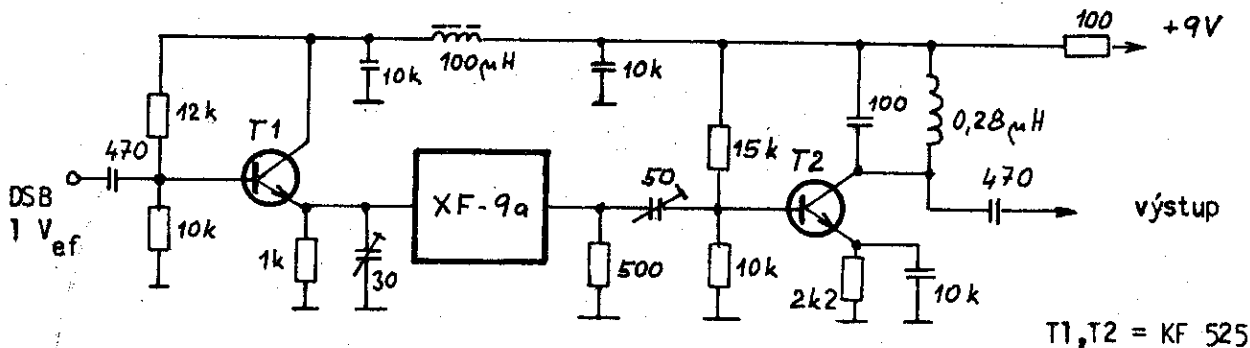 100
+9V
10k
100μH
10k
12k
T1
100
0,28μH
470
15k
T2
DSB
1 V ef
XF-9a
50
470
výstup
10k
1k
30
500
10k
2k2
10k
T1,T2 = KF 525